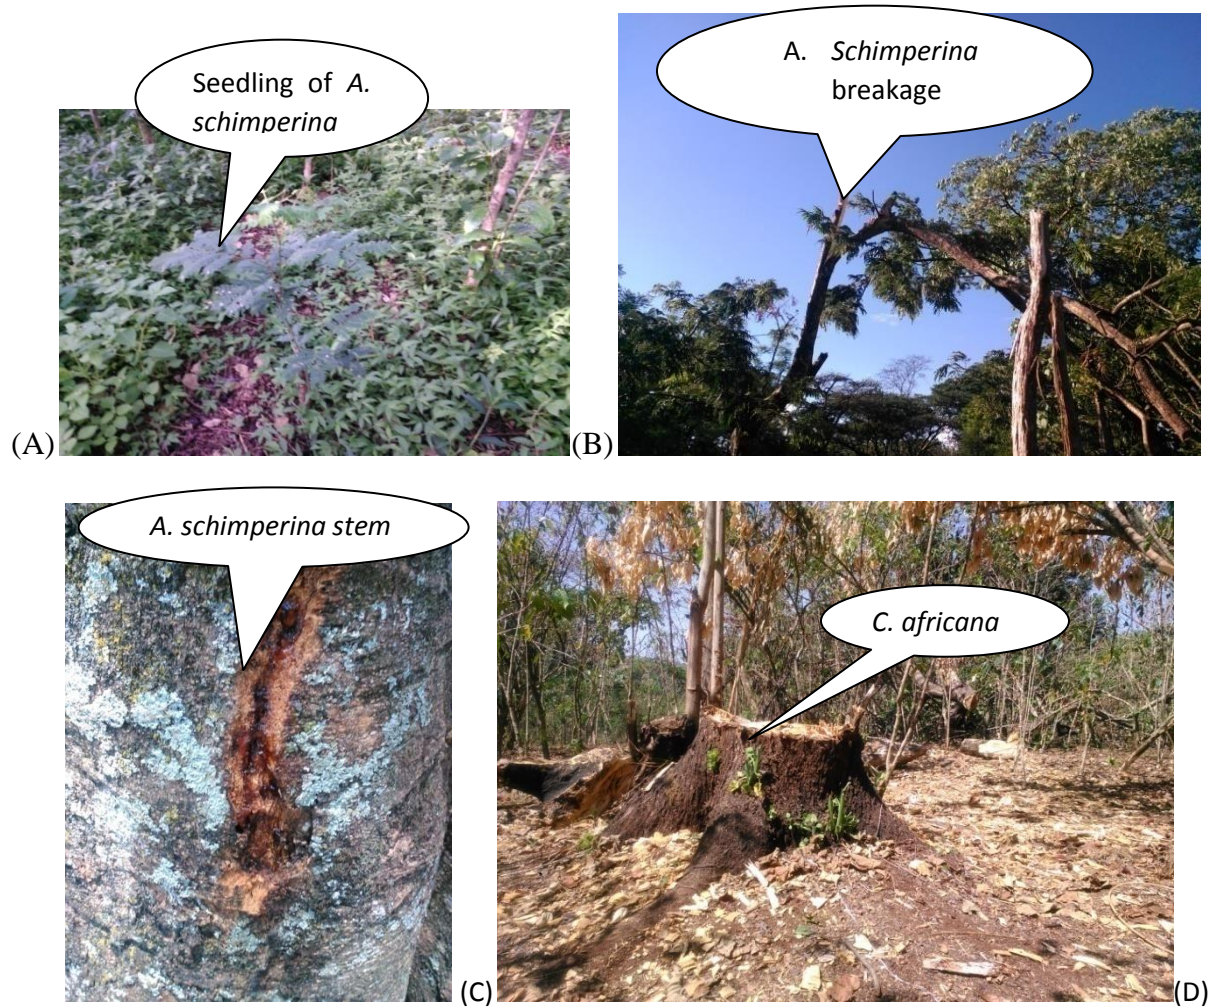 Seedling of A.
schimperina
A. Schimperina
breakage
(A)
(B)
A. schimperina stem
C. africana
(C)
(D)